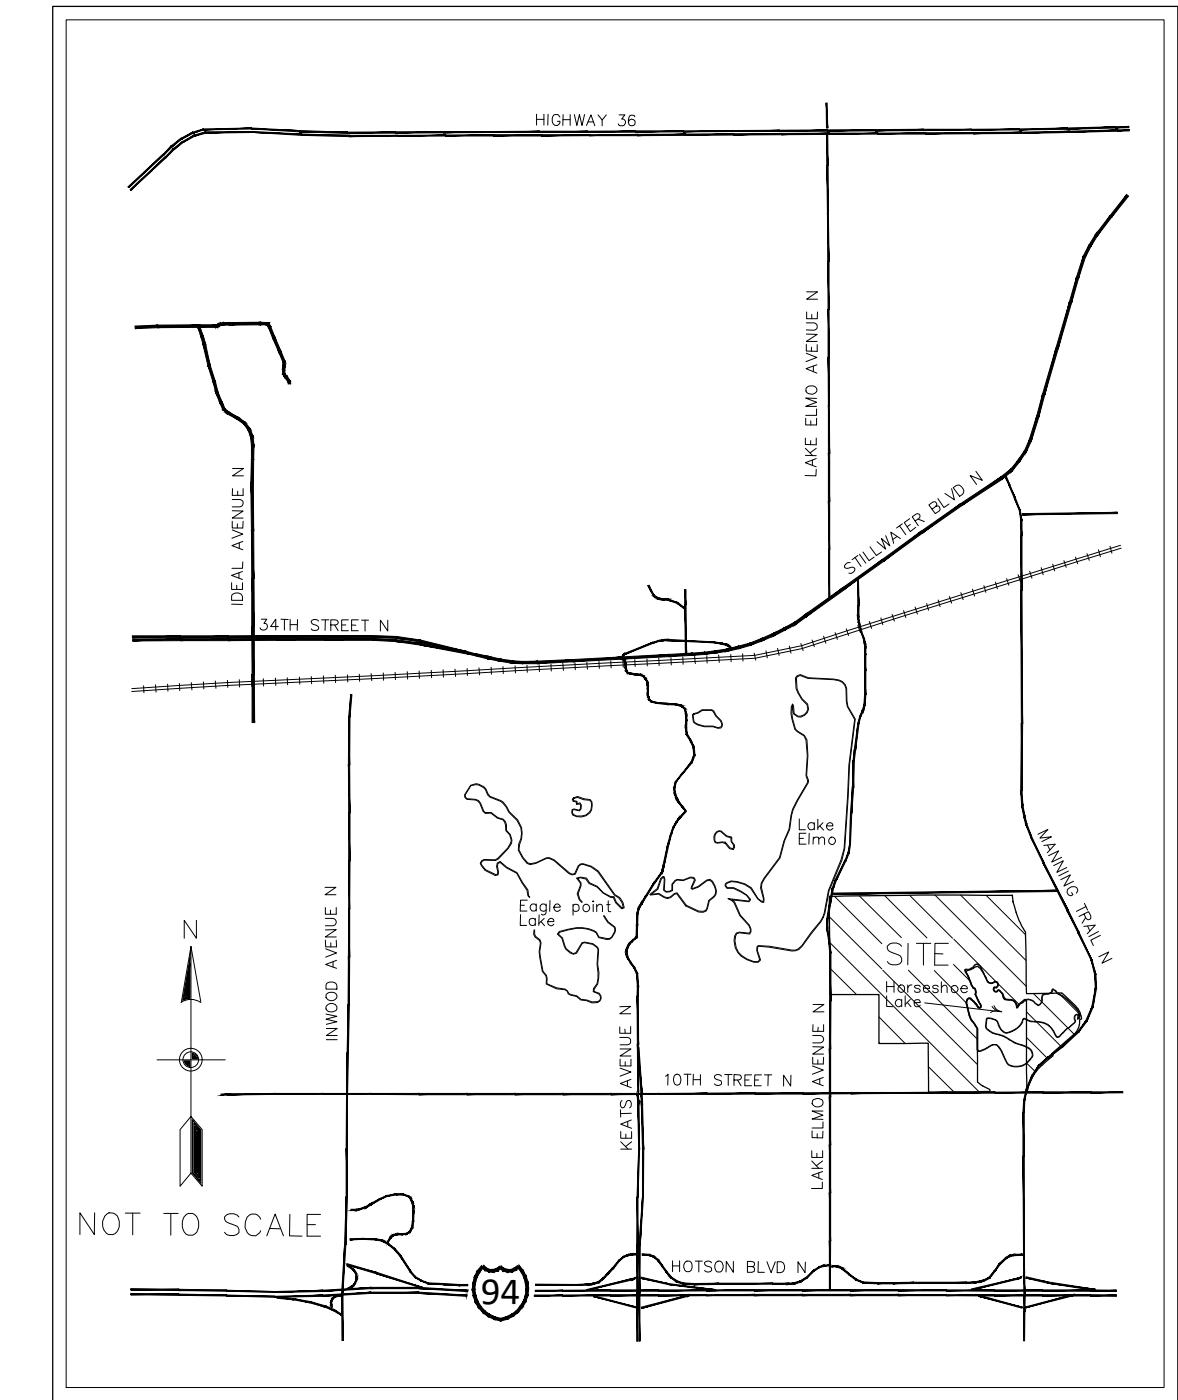 HIGHWAY 36
LAKE ELMO AVENUE N
STILLWATER BLVD N
IDEAL AVENUE N
34TH STREET N
Lake
Elmo
MANNING TRAIL N
Eagle point
Lake
INWOOD AVENUE N
N
SITE
Horseshoe
Lake
KEATS AVENUE N
LAKE ELMO AVENUE N
10TH STREET N
NOT TO SCALE
HOTSON BLVD N
94